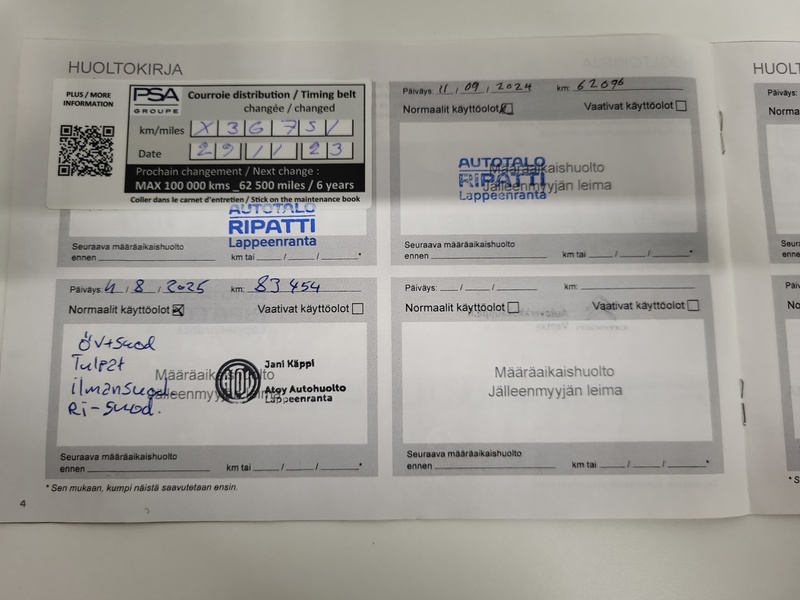 HUOLTOKIRJA
PLUS / MORE
INFORMATION
PSA
GROUPE
Courroie distribution / Timing belt
changée / changed
km/miles X 3 6 7 5 1
Date 2 9 1 1 2 3
Prochain changement / Next change :
MAX 100 000 kms _62 500 miles / 6 years
Coller dans le carnet d'entretien / Stick on the maintenance book
AUTOTALO
RIPATTI
Lappeenranta
Seuraava määräaikaishuolto
ennen km tai / / *
Päiväys: 11 / 09 / 2024 km: 62096
Normaalit käyttöolot Vaativat käyttöolot
Määräaikaishuolto
Jälleenmyyjän leima
AUTOTALO
RIPATTI
Lappeenranta
Seuraava määräaikaishuolto
ennen km tai / / *
Päiväys: / 8 / 2025 km: 83454
Normaalit käyttöolot Vaativat käyttöolot
öV+suod
Tulpat
ilmansuod.
Ri-suod.
Määräaikaishuolto
Jälleenmyyjän leima
Jani Käppi
Atoy Autohuolto
Lappeenranta
Seuraava määräaikaishuolto
ennen km tai / / *
Päiväys: / / km:
Normaalit käyttöolot Vaativat käyttöolot
Määräaikaishuolto
Jälleenmyyjän leima
Seuraava määräaikaishuolto
ennen km tai / / *
* Sen mukaan, kumpi näistä saavutetaan ensin.
4
HUOLT
Päiväys:
Norma